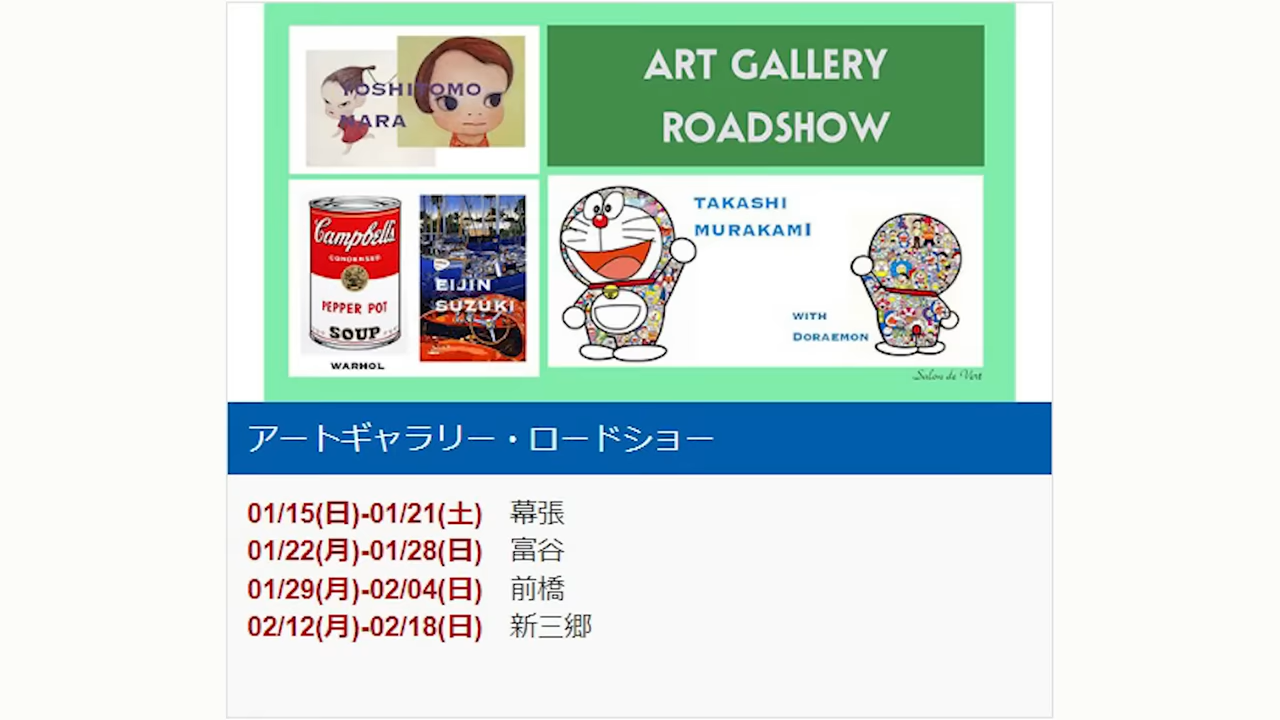 YOSHITOMO
NARA
ART GALLERY
ROADSHOW
Campbell's
CONDENSED
PEPPER POT
SOUP
WARHOL
EIJIN
SUZUKI
TAKASHI
MURAKAMI
WITH
DORAEMON
Salon de Vert
アートギャラリー・ロードショー
01/15(日)-01/21(土) 幕張
01/22(月)-01/28(日) 富谷
01/29(月)-02/04(日) 前橋
02/12(月)-02/18(日) 新三郷